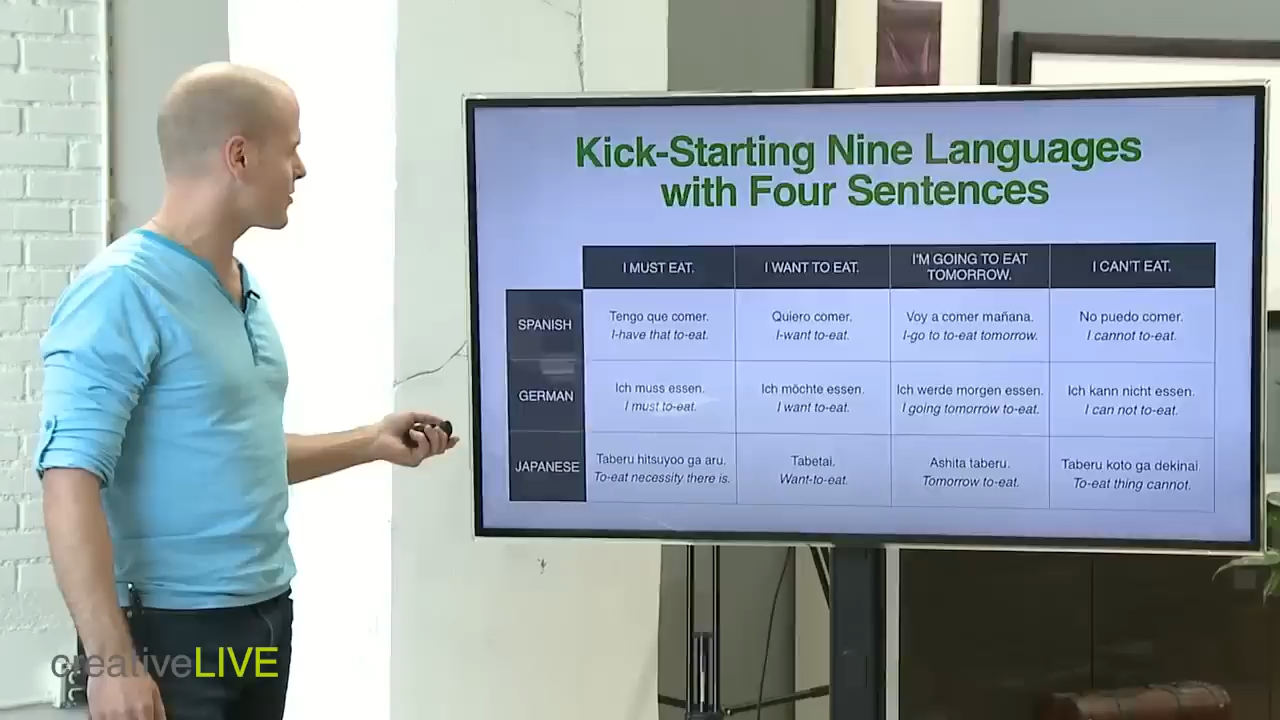 Kick-Starting Nine Languages
with Four Sentences
I MUST EAT.
I WANT TO EAT.
I'M GOING TO EAT
TOMORROW.
I CAN'T EAT.
SPANISH
Tengo que comer.
I-have that to-eat.
Quiero comer.
I-want to-eat.
Voy a comer mañana.
I-go to to-eat tomorrow.
No puedo comer.
I cannot to-eat.
GERMAN
Ich muss essen.
I must to-eat.
Ich möchte essen.
I want to-eat.
Ich werde morgen essen.
I going tomorrow to-eat.
Ich kann nicht essen.
I can not to-eat.
JAPANESE
Taberu hitsuyoo ga aru.
To-eat necessity there is.
Tabetai.
Want-to-eat.
Ashita taberu.
Tomorrow to-eat.
Taberu koto ga dekinai.
To-eat thing cannot.
creativeLIVE